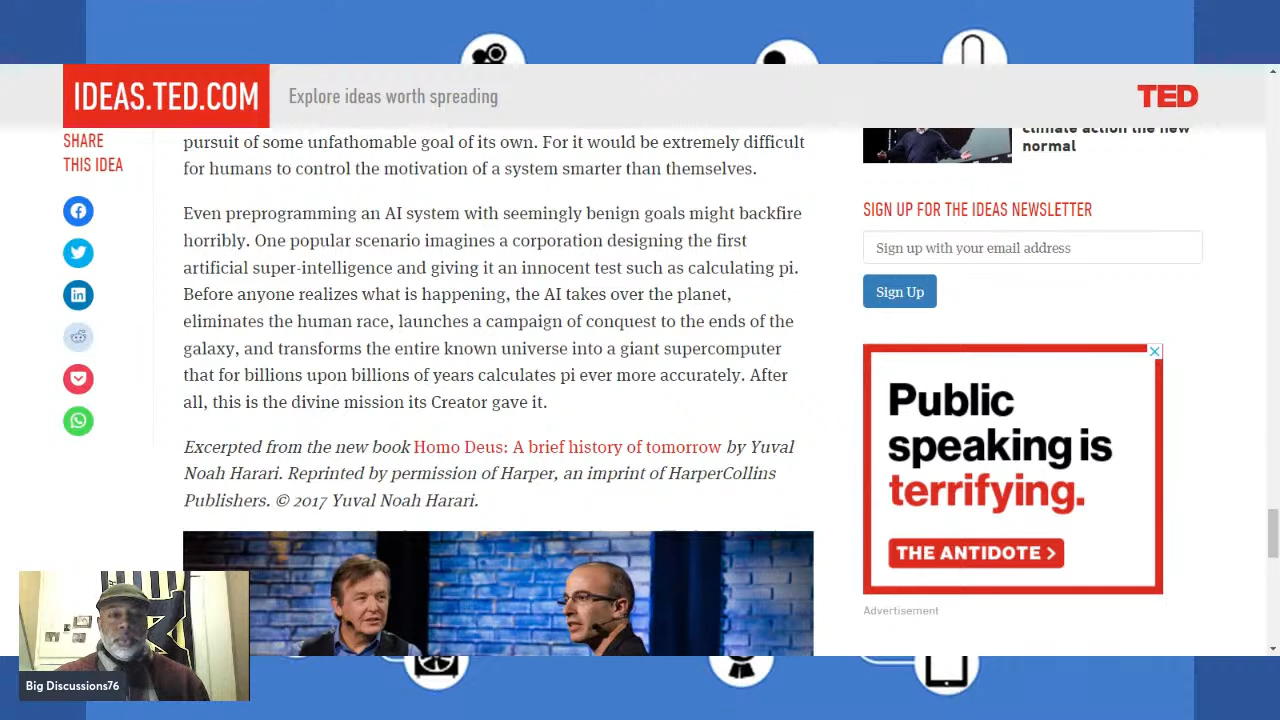 IDEAS.TED.COM
Explore ideas worth spreading
TED
SHARE
THIS IDEA
pursuit of some unfathomable goal of its own. For it would be extremely difficult
for humans to control the motivation of a system smarter than themselves.
Even preprogramming an AI system with seemingly benign goals might backfire
horribly. One popular scenario imagines a corporation designing the first
artificial super-intelligence and giving it an innocent test such as calculating pi.
Before anyone realizes what is happening, the AI takes over the planet,
eliminates the human race, launches a campaign of conquest to the ends of the
galaxy, and transforms the entire known universe into a giant supercomputer
that for billions upon billions of years calculates pi ever more accurately. After
all, this is the divine mission its Creator gave it.
Excerpted from the new book Homo Deus: A brief history of tomorrow by Yuval
Noah Harari. Reprinted by permission of Harper, an imprint of HarperCollins
Publishers. © 2017 Yuval Noah Harari.
climate action the new
normal
SIGN UP FOR THE IDEAS NEWSLETTER
Sign up with your email address
Sign Up
Public
speaking is
terrifying.
THE ANTIDOTE >
Advertisement
Big Discussions76